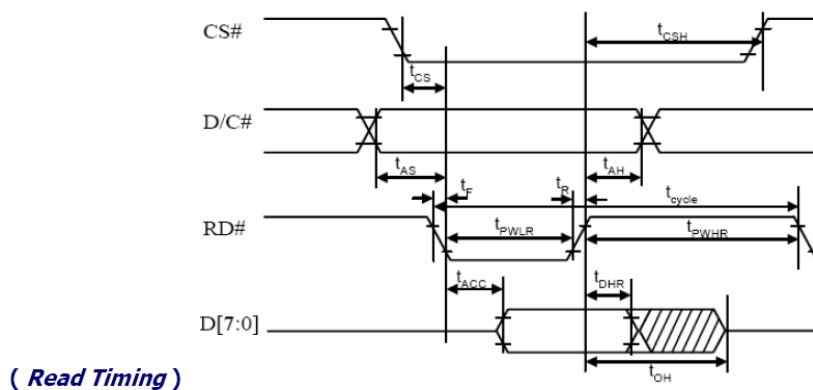 CS#
tCS
tCSH
D/C#
tAS
tAH
tF
tR
tcycle
RD#
tPWLR
tPWHR
tACC
tDHR
D[7:0]
tOH
( Read Timing )